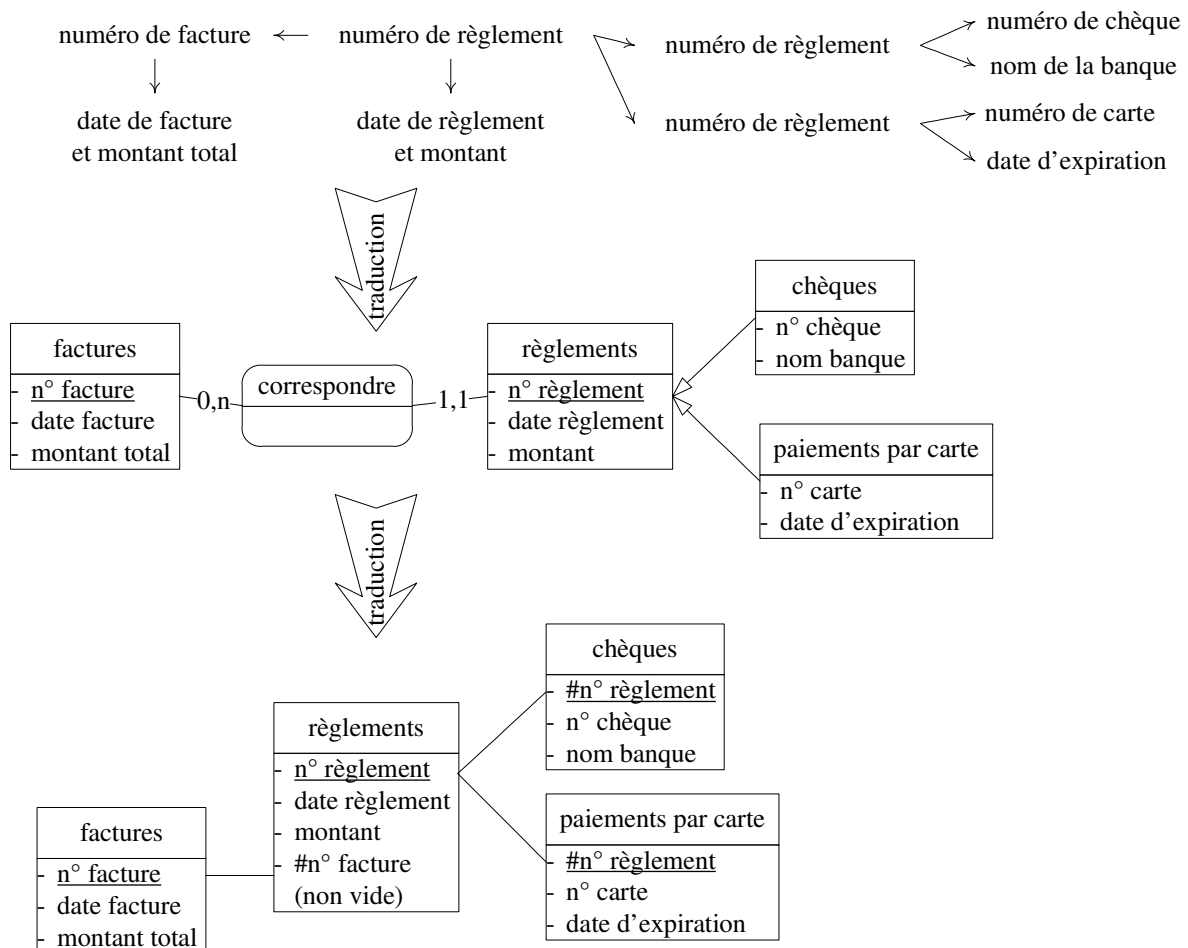 numéro de facture
numéro de règlement
date de facture
et montant total
date de règlement
et montant
numéro de règlement
numéro de chèque
nom de la banque
numéro de règlement
numéro de carte
date d'expiration
traduction
factures
- n° facture
- date facture
- montant total
0,n
correspondre
1,1
règlements
- n° règlement
- date règlement
- montant
chèques
- n° chèque
- nom banque
paiements par carte
- n° carte
- date d'expiration
traduction
factures
- n° facture
- date facture
- montant total
règlements
- n° règlement
- date règlement
- montant
- #n° facture
(non vide)
chèques
- #n° règlement
- n° chèque
- nom banque
paiements par carte
- #n° règlement
- n° carte
- date d'expiration